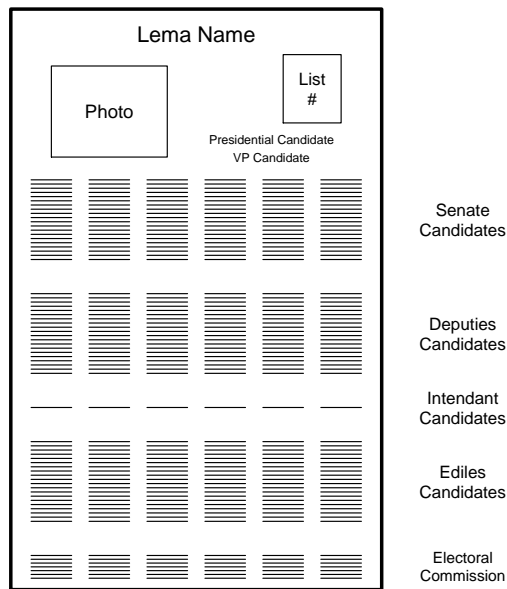 Lema Name
Photo
List
#
Presidential Candidate
VP Candidate
Senate
Candidates
Deputies
Candidates
Intendant
Candidates
Ediles
Candidates
Electoral
Commission